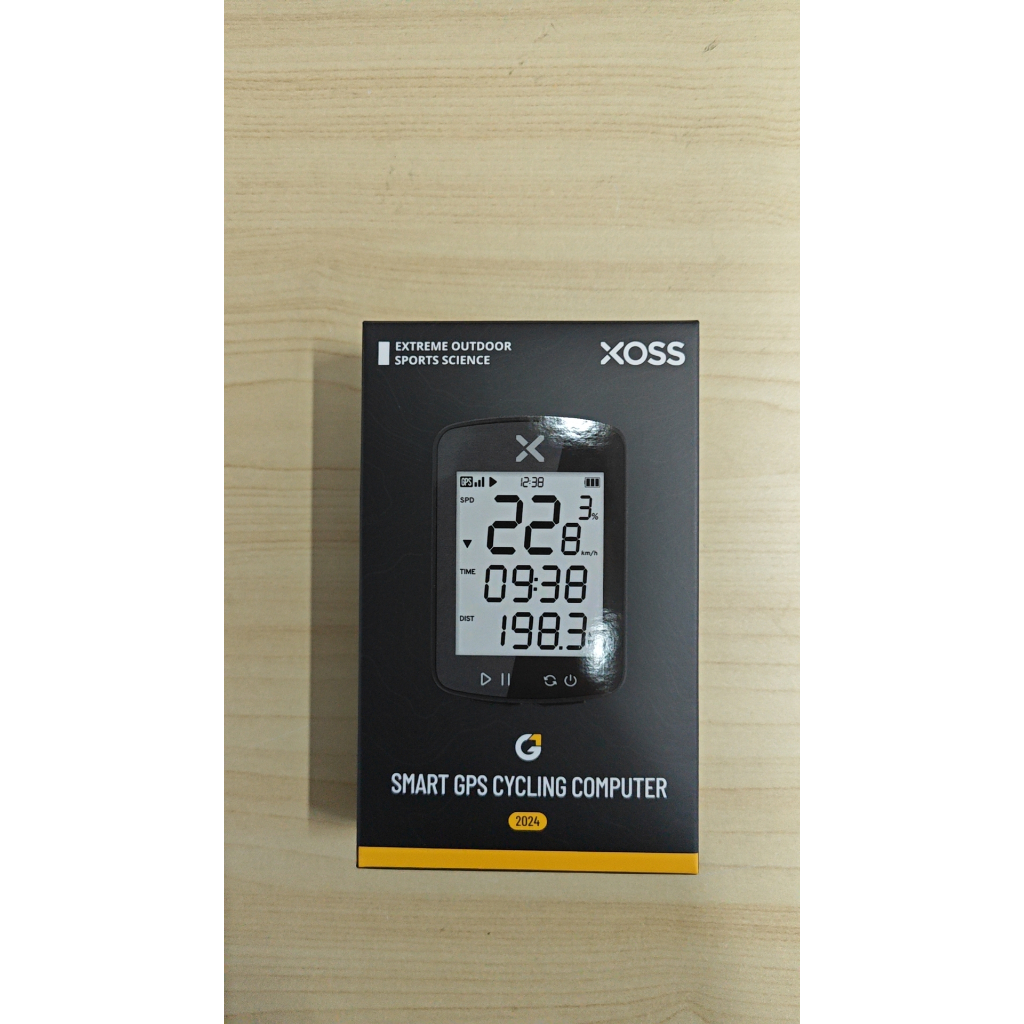 EXTREME OUTDOOR
SPORTS SCIENCE
XOSS
X
GPS 12:38
SPD 22.8 3%
km/h
TIME 09:38
DIST 198.3
G
SMART GPS CYCLING COMPUTER
2024